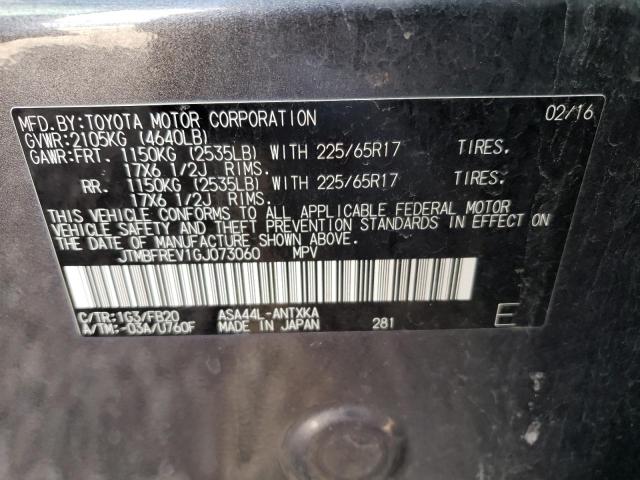 MFD.BY:TOYOTA MOTOR CORPORATION 02/16
GVWR:2105KG (4640LB)
GAWR:FRT. 1150KG (2535LB) WITH 225/65R17 TIRES.
17X6 1/2J RIMS.
RR. 1150KG (2535LB) WITH 225/65R17 TIRES.
17X6 1/2J RIMS.
THIS VEHICLE CONFORMS TO ALL APPLICABLE FEDERAL MOTOR
VEHICLE SAFETY AND THEFT PREVENTION STANDARDS IN EFFECT ON
THE DATE OF MANUFACTURE SHOWN ABOVE.
JTMBFREV1GJ073060 MPV
C/TR:1G3/FB20 ASA44L-ANTXKA
A/TM:-03A/U760F MADE IN JAPAN 281 E